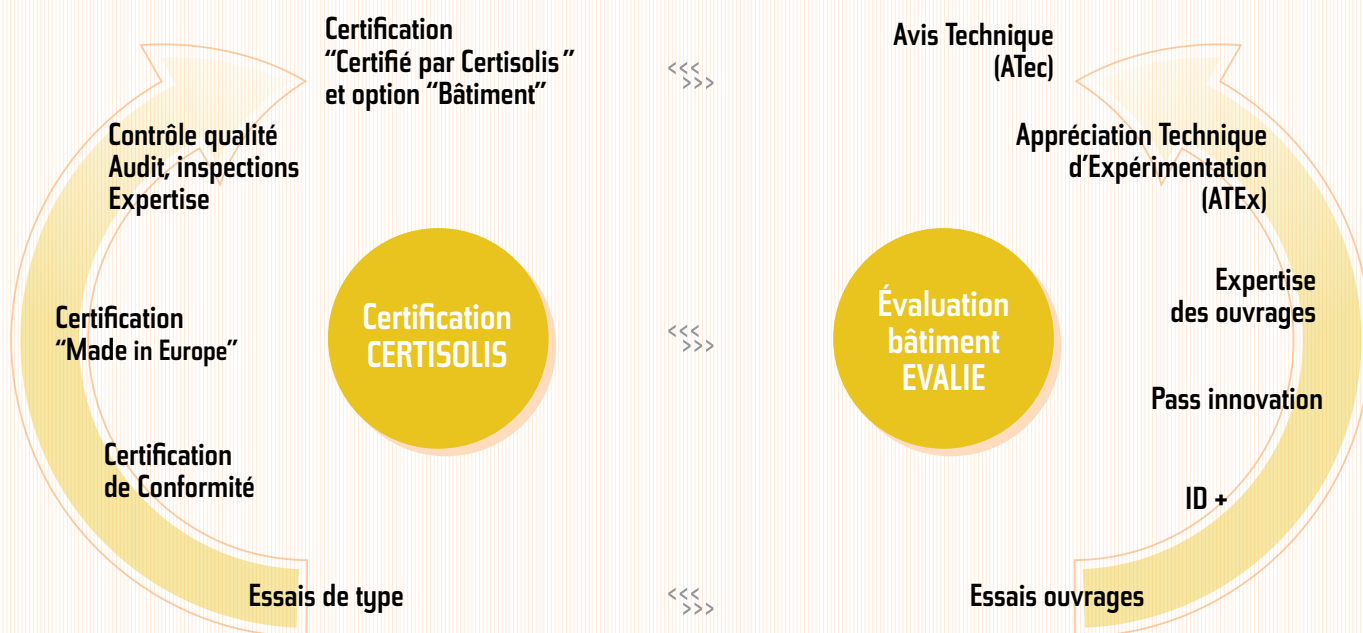 Certification
“Certifié par Certisolis”
et option “Bâtiment”
<<<
>>>
Avis Technique
(ATec)
Contrôle qualité
Audit, inspections
Expertise
Appréciation Technique
d’Expérimentation
(ATEx)
Certification
“Made in Europe”
Certification
CERTISOLIS
<<<
>>>
Évaluation
bâtiment
EVALIE
Expertise
des ouvrages
Pass innovation
Certification
de Conformité
ID +
Essais de type
<<<
>>>
Essais ouvrages